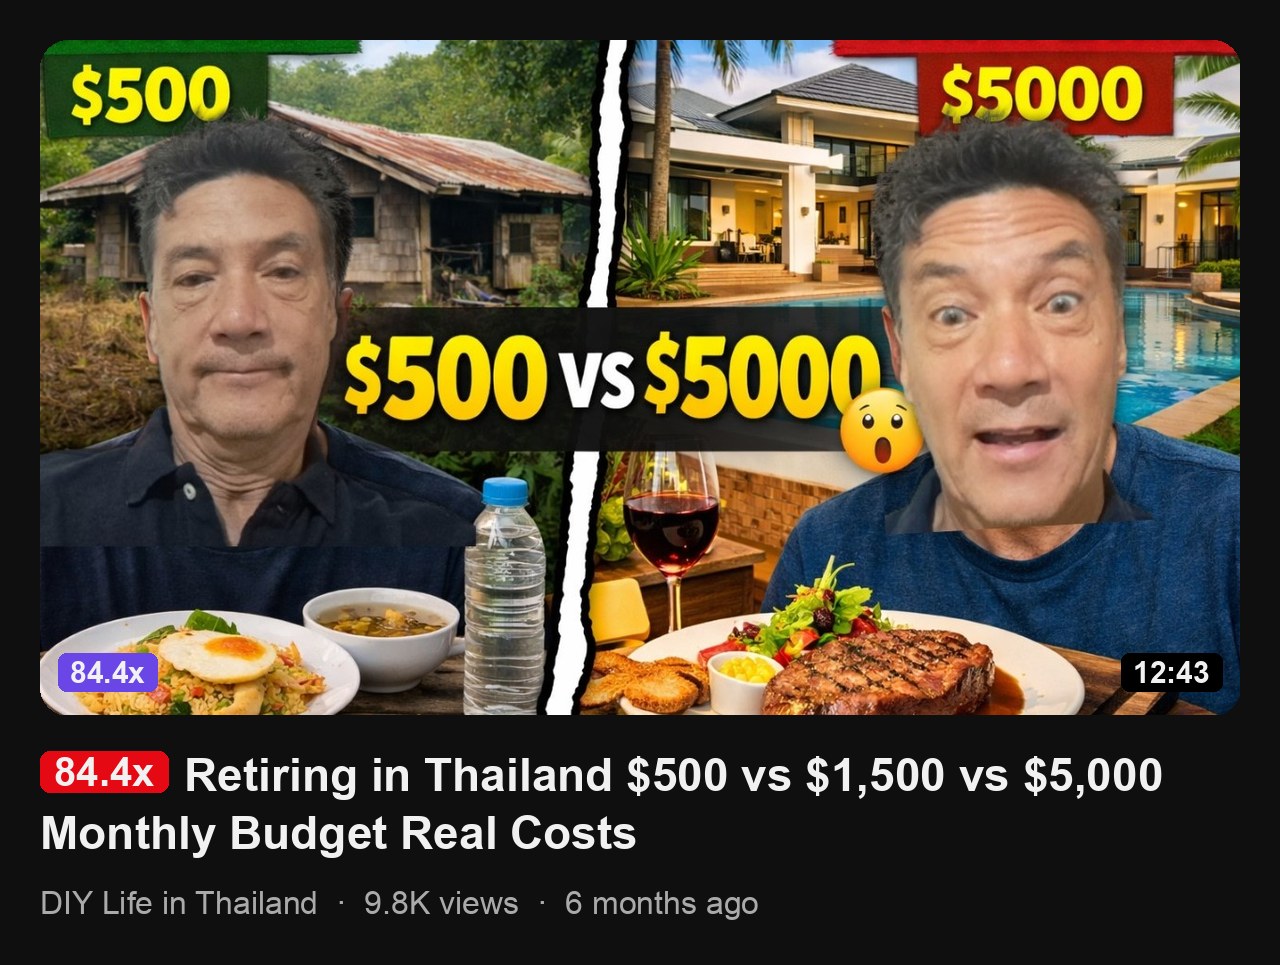 $500
$5000
$500 VS $5000
84.4x
12:43
84.4x Retiring in Thailand $500 vs $1,500 vs $5,000
Monthly Budget Real Costs
DIY Life in Thailand · 9.8K views · 6 months ago